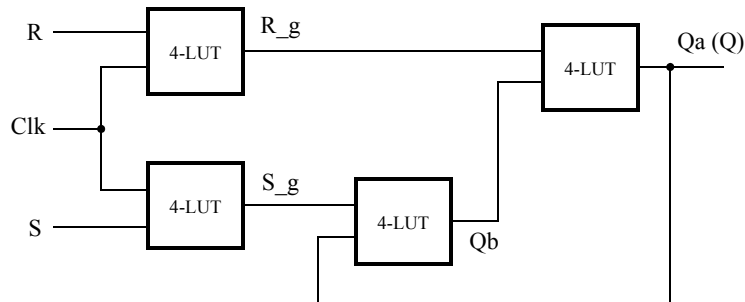 R
4-LUT
R_g
4-LUT
Qa (Q)
Clk
S
4-LUT
S_g
4-LUT
Qb